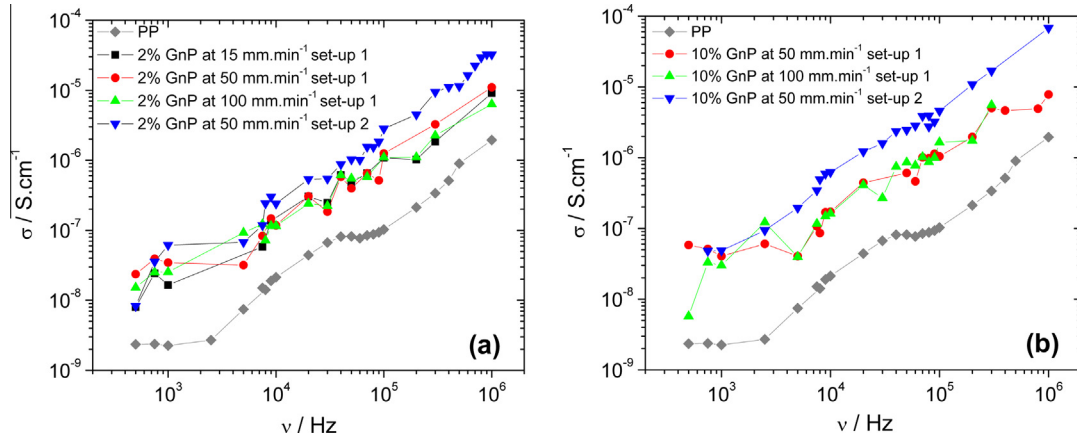 10⁻⁴
10⁻⁵
10⁻⁶
10⁻⁷
10⁻⁸
10⁻⁹
σ / S.cm⁻¹
PP
2% GnP at 15 mm.min⁻¹ set-up 1
2% GnP at 50 mm.min⁻¹ set-up 1
2% GnP at 100 mm.min⁻¹ set-up 1
2% GnP at 50 mm.min⁻¹ set-up 2
(a)
10³ 10⁴ 10⁵ 10⁶
ν / Hz
10⁻⁴
10⁻⁵
10⁻⁶
10⁻⁷
10⁻⁸
10⁻⁹
σ / S.cm⁻¹
PP
10% GnP at 50 mm.min⁻¹ set-up 1
10% GnP at 100 mm.min⁻¹ set-up 1
10% GnP at 50 mm.min⁻¹ set-up 2
(b)
10³ 10⁴ 10⁵ 10⁶
ν / Hz